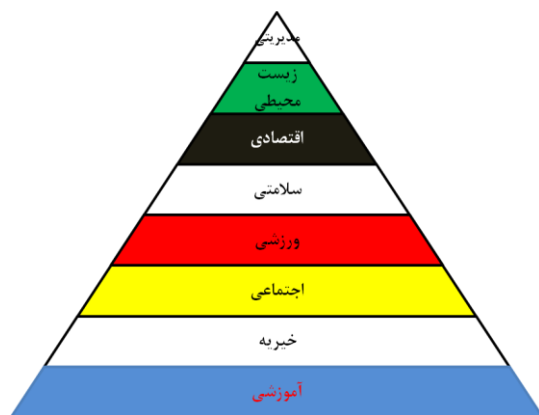 مدیریتی
زیست
محیطی
اقتصادی
سلامتی
ورزشی
اجتماعی
خیریه
آموزشی